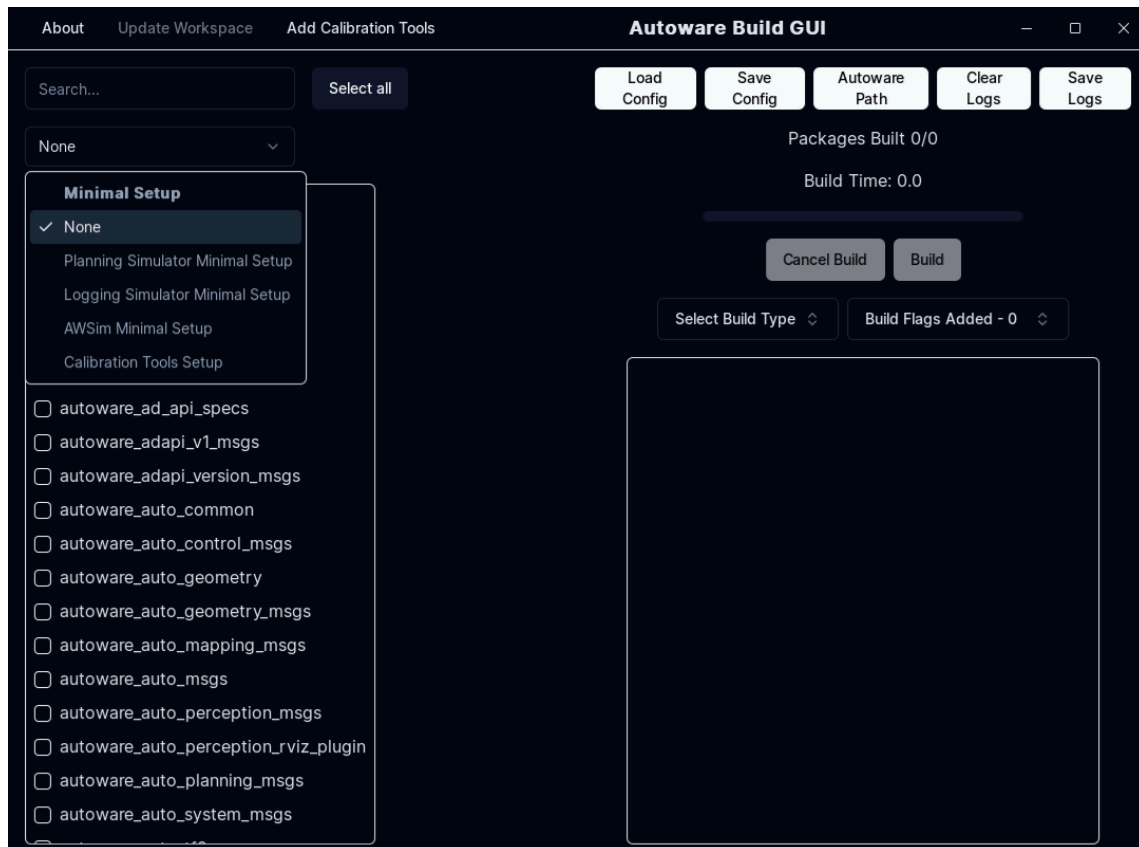 About Update Workspace Add Calibration Tools Autoware Build GUI
Search... Select all
Load Config
Save Config
Autoware Path
Clear Logs
Save Logs
None
Packages Built 0/0
Build Time: 0.0
Minimal Setup
None
Planning Simulator Minimal Setup
Logging Simulator Minimal Setup
AWSim Minimal Setup
Calibration Tools Setup
Cancel Build Build
Select Build Type Build Flags Added - 0
autoware_ad_api_specs
autoware_adapi_v1_msgs
autoware_adapi_version_msgs
autoware_auto_common
autoware_auto_control_msgs
autoware_auto_geometry
autoware_auto_geometry_msgs
autoware_auto_mapping_msgs
autoware_auto_msgs
autoware_auto_perception_msgs
autoware_auto_perception_rviz_plugin
autoware_auto_planning_msgs
autoware_auto_system_msgs